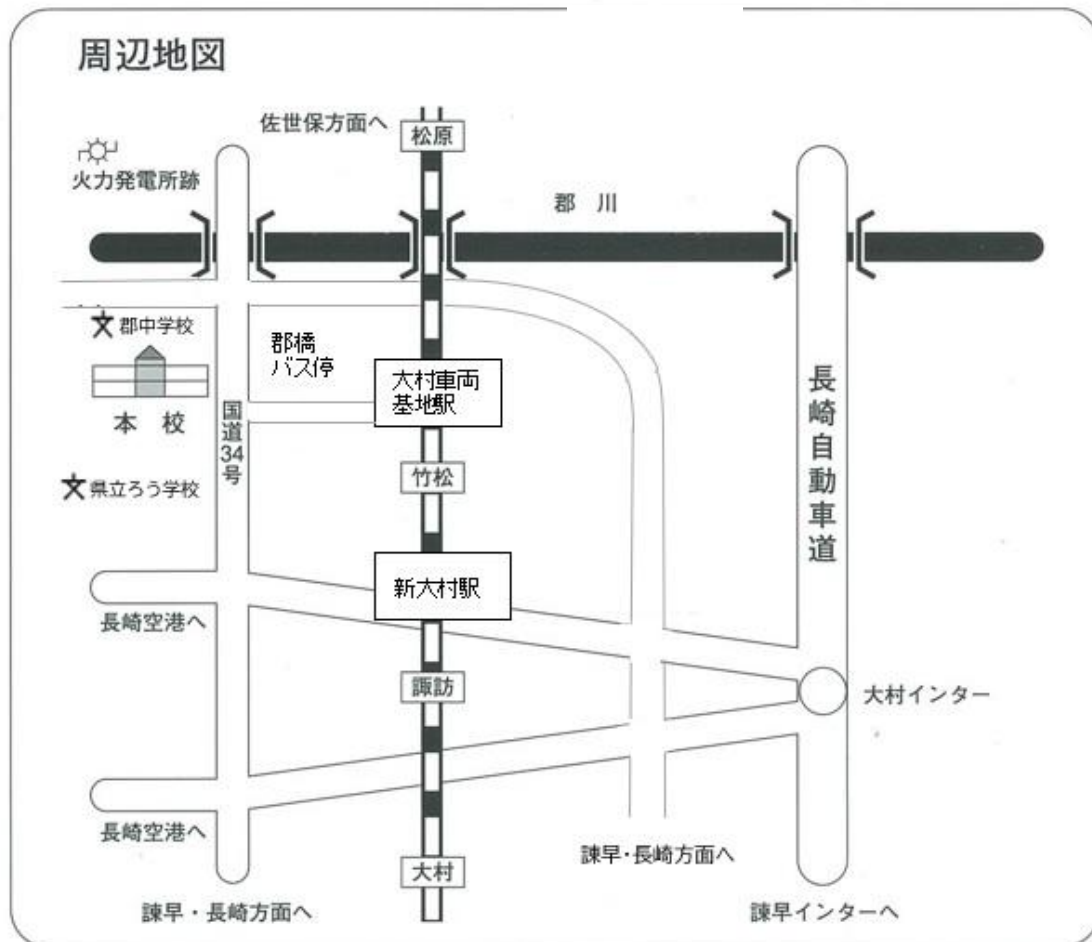 周辺地図
佐世保方面へ
松原
火力発電所跡
郡川
郡中学校
郡橋
バス停
大村車両
基地駅
本校
国道34号
長崎自動車道
竹松
県立ろう学校
新大村駅
長崎空港へ
諏訪
大村インター
長崎空港へ
諫早・長崎方面へ
大村
諫早・長崎方面へ
諫早インターへ